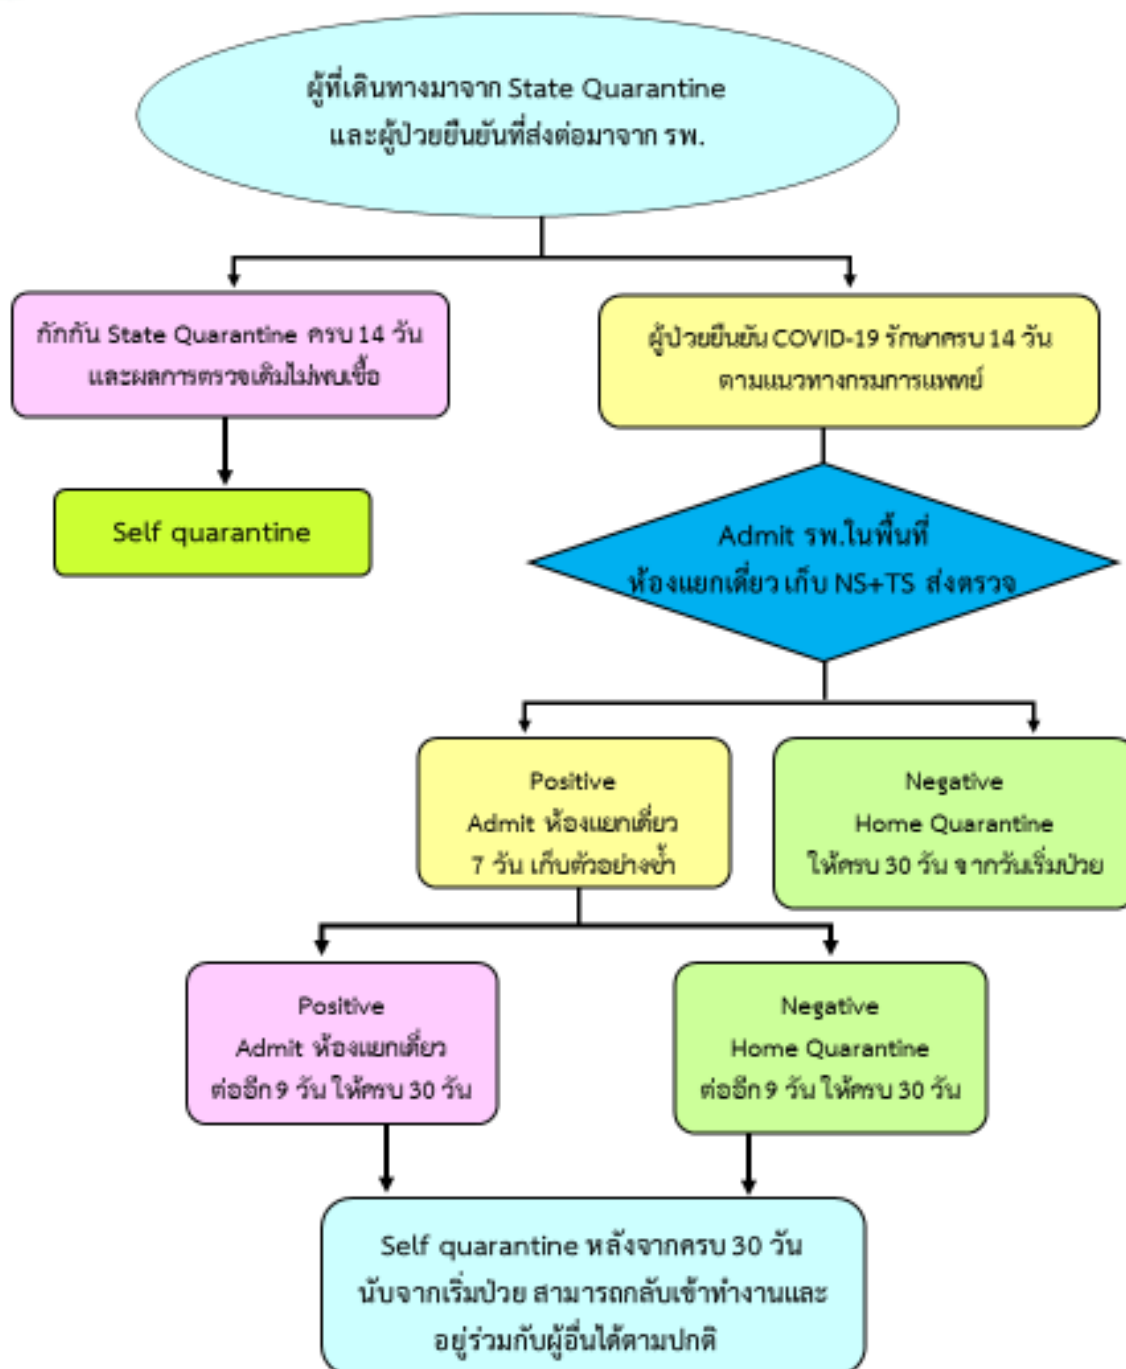 ผู้ที่เดินทางมาจาก State Quarantine
และผู้ป่วยยืนยันที่ส่งต่อมาจาก รพ.
กักกัน State Quarantine ครบ 14 วัน
และผลการตรวจเดิมไม่พบเชื้อ
ผู้ป่วยยืนยัน COVID-19 รักษาครบ 14 วัน
ตามแนวทางกรมการแพทย์
Self quarantine
Admit รพ.ในพื้นที่
ห้องแยกเดี่ยว เก็บ NS+TS ส่งตรวจ
Positive
Admit ห้องแยกเดี่ยว
7 วัน เก็บตัวอย่างซ้ำ
Negative
Home Quarantine
ให้ครบ 30 วัน จากวันเริ่มป่วย
Positive
Admit ห้องแยกเดี่ยว
ต่ออีก 9 วัน ให้ครบ 30 วัน
Negative
Home Quarantine
ต่ออีก 9 วัน ให้ครบ 30 วัน
Self quarantine หลังจากครบ 30 วัน
นับจากเริ่มป่วย สามารถกลับเข้าทำงานและ
อยู่ร่วมกับผู้อื่นได้ตามปกติ